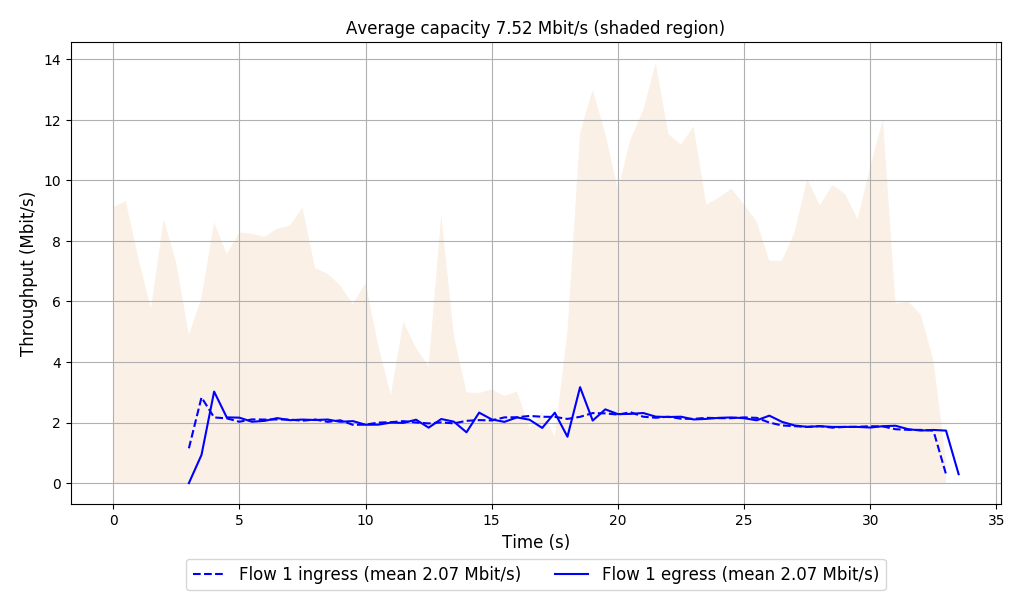 Average capacity 7.52 Mbit/s (shaded region)
14
12
10
8
6
4
2
0
Throughput (Mbit/s)
0 5 10 15 20 25 30 35
Time (s)
Flow 1 ingress (mean 2.07 Mbit/s) Flow 1 egress (mean 2.07 Mbit/s)